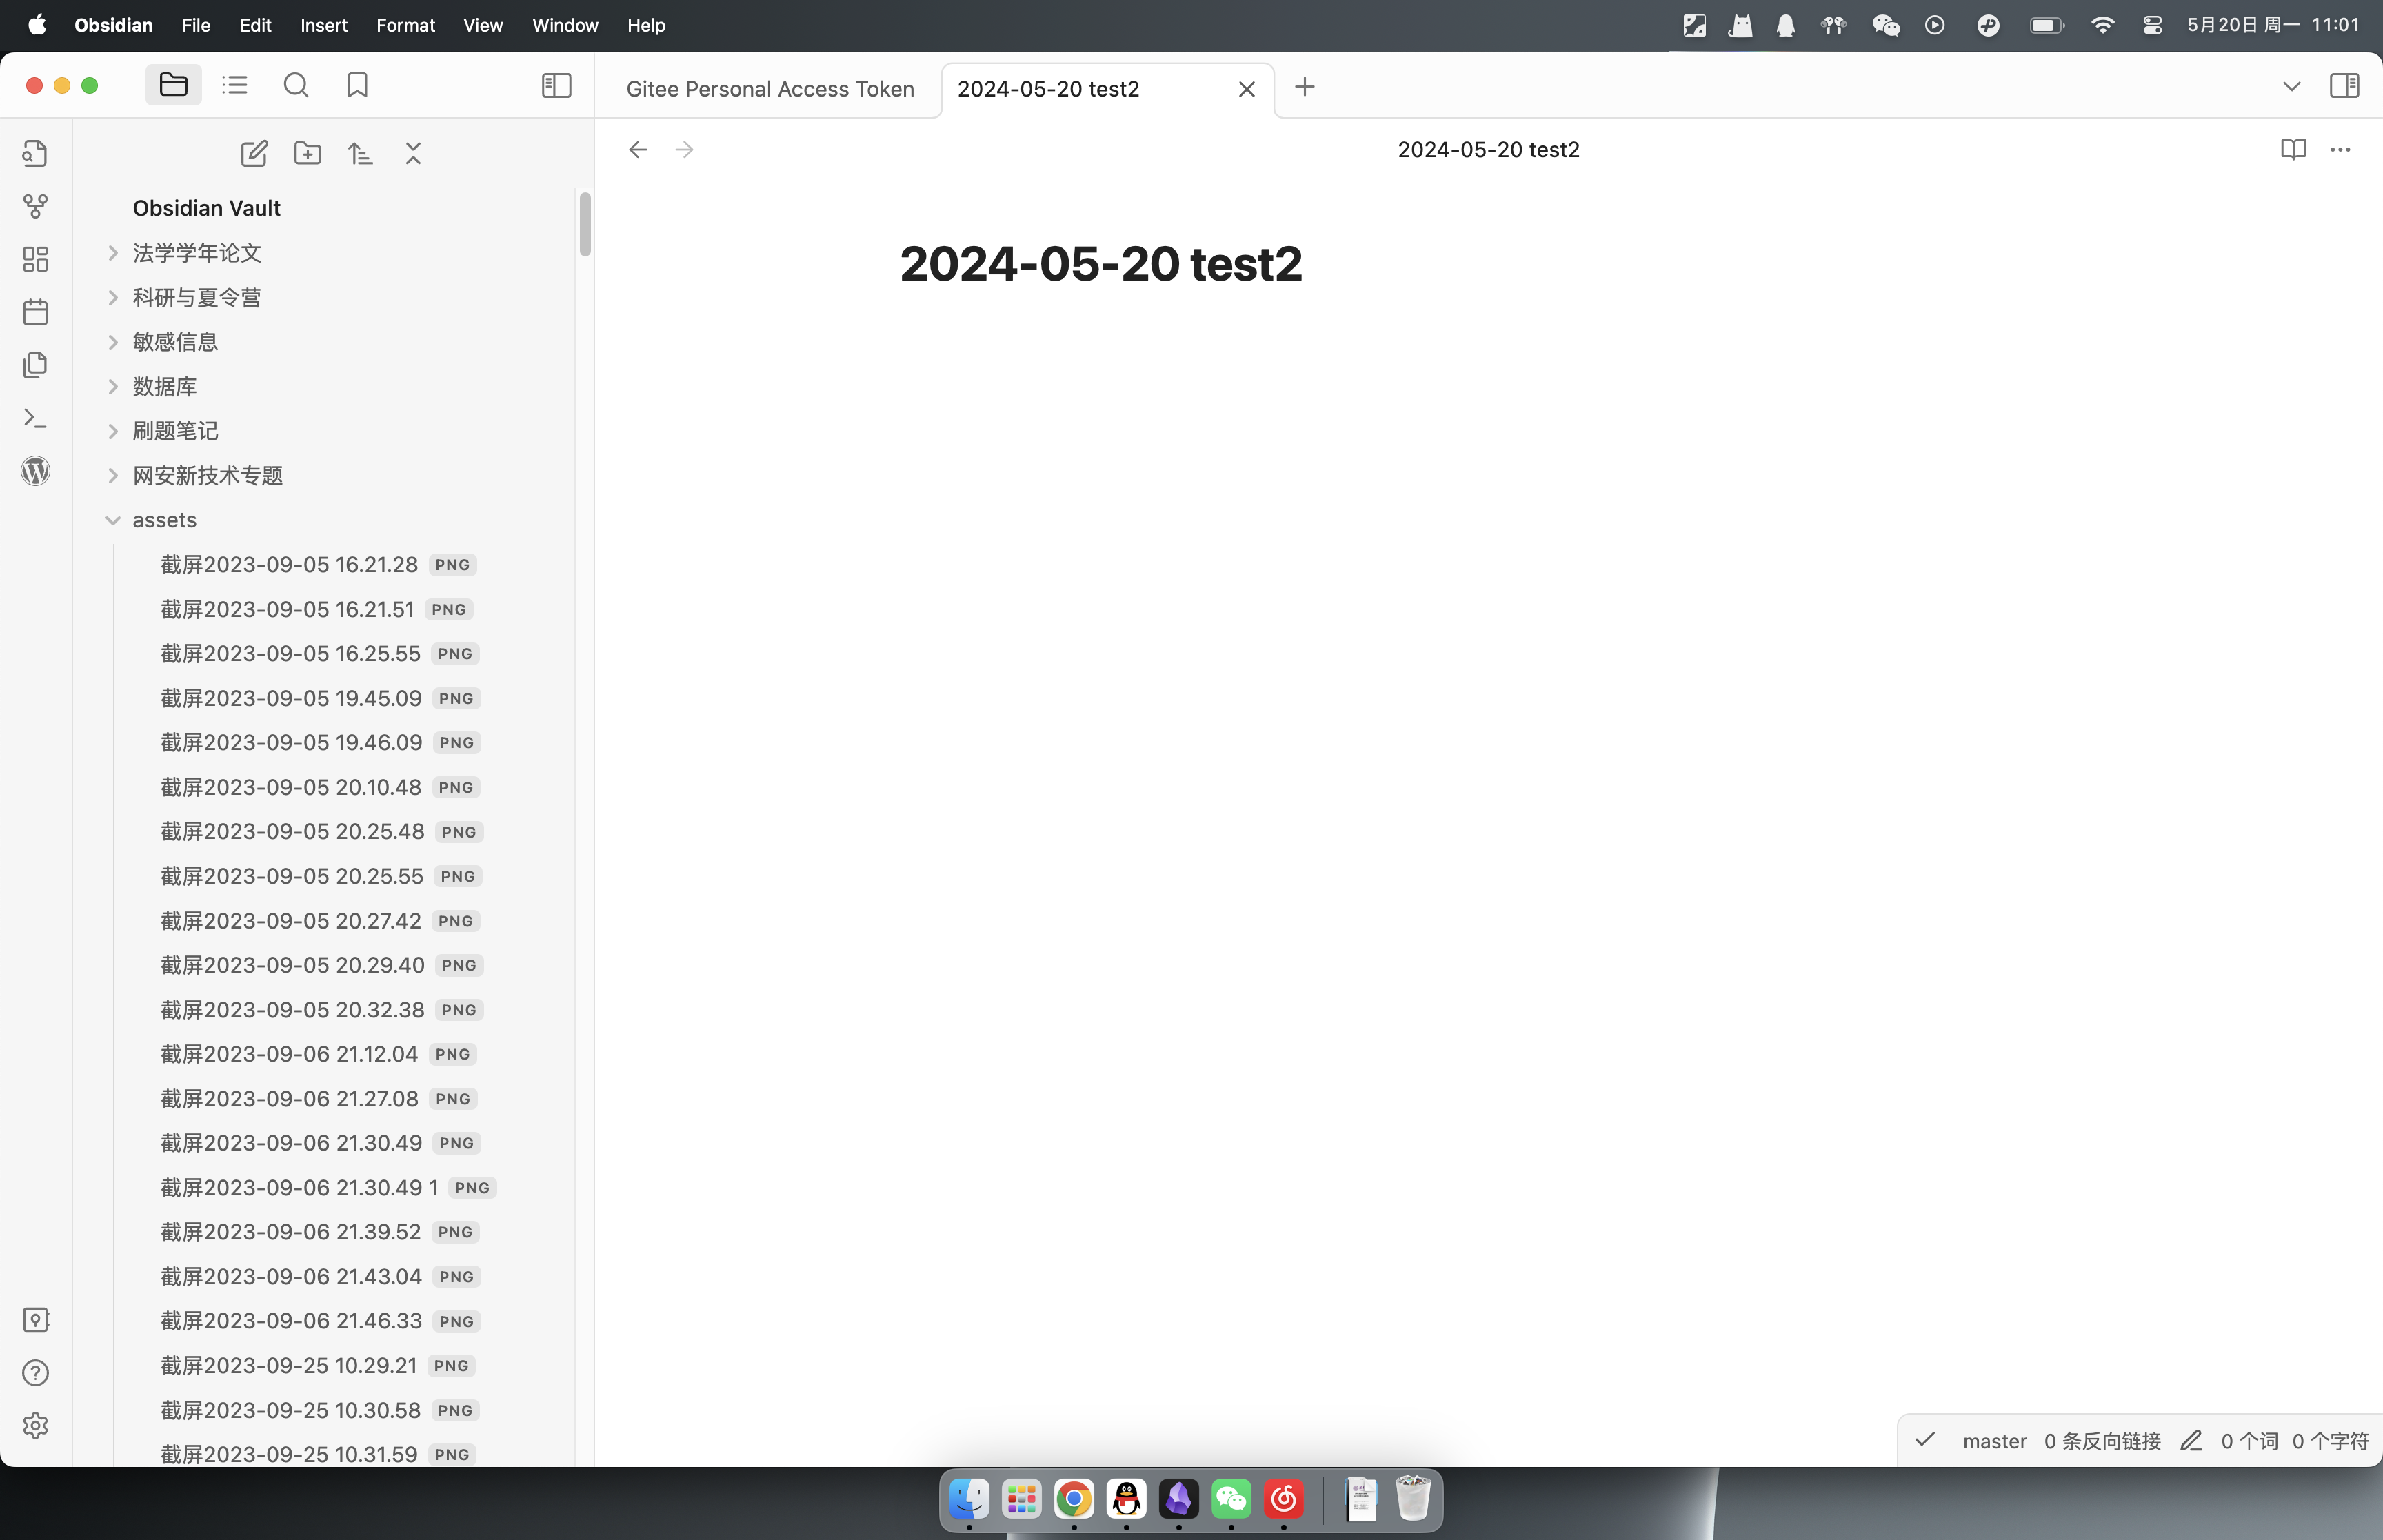 Obsidian File Edit Insert Format View Window Help 5月20日 周一 11:01
Gitee Personal Access Token 2024-05-20 test2
2024-05-20 test2
Obsidian Vault
法学学年论文
科研与夏令营
敏感信息
数据库
刷题笔记
网安新技术专题
assets
截屏2023-09-05 16.21.28 PNG
截屏2023-09-05 16.21.51 PNG
截屏2023-09-05 16.25.55 PNG
截屏2023-09-05 19.45.09 PNG
截屏2023-09-05 19.46.09 PNG
截屏2023-09-05 20.10.48 PNG
截屏2023-09-05 20.25.48 PNG
截屏2023-09-05 20.25.55 PNG
截屏2023-09-05 20.27.42 PNG
截屏2023-09-05 20.29.40 PNG
截屏2023-09-05 20.32.38 PNG
截屏2023-09-06 21.12.04 PNG
截屏2023-09-06 21.27.08 PNG
截屏2023-09-06 21.30.49 PNG
截屏2023-09-06 21.30.49 1 PNG
截屏2023-09-06 21.39.52 PNG
截屏2023-09-06 21.43.04 PNG
截屏2023-09-06 21.46.33 PNG
截屏2023-09-25 10.29.21 PNG
截屏2023-09-25 10.30.58 PNG
截屏2023-09-25 10.31.59 PNG
2024-05-20 test2
master 0 条反向链接 0 个词 0 个字符